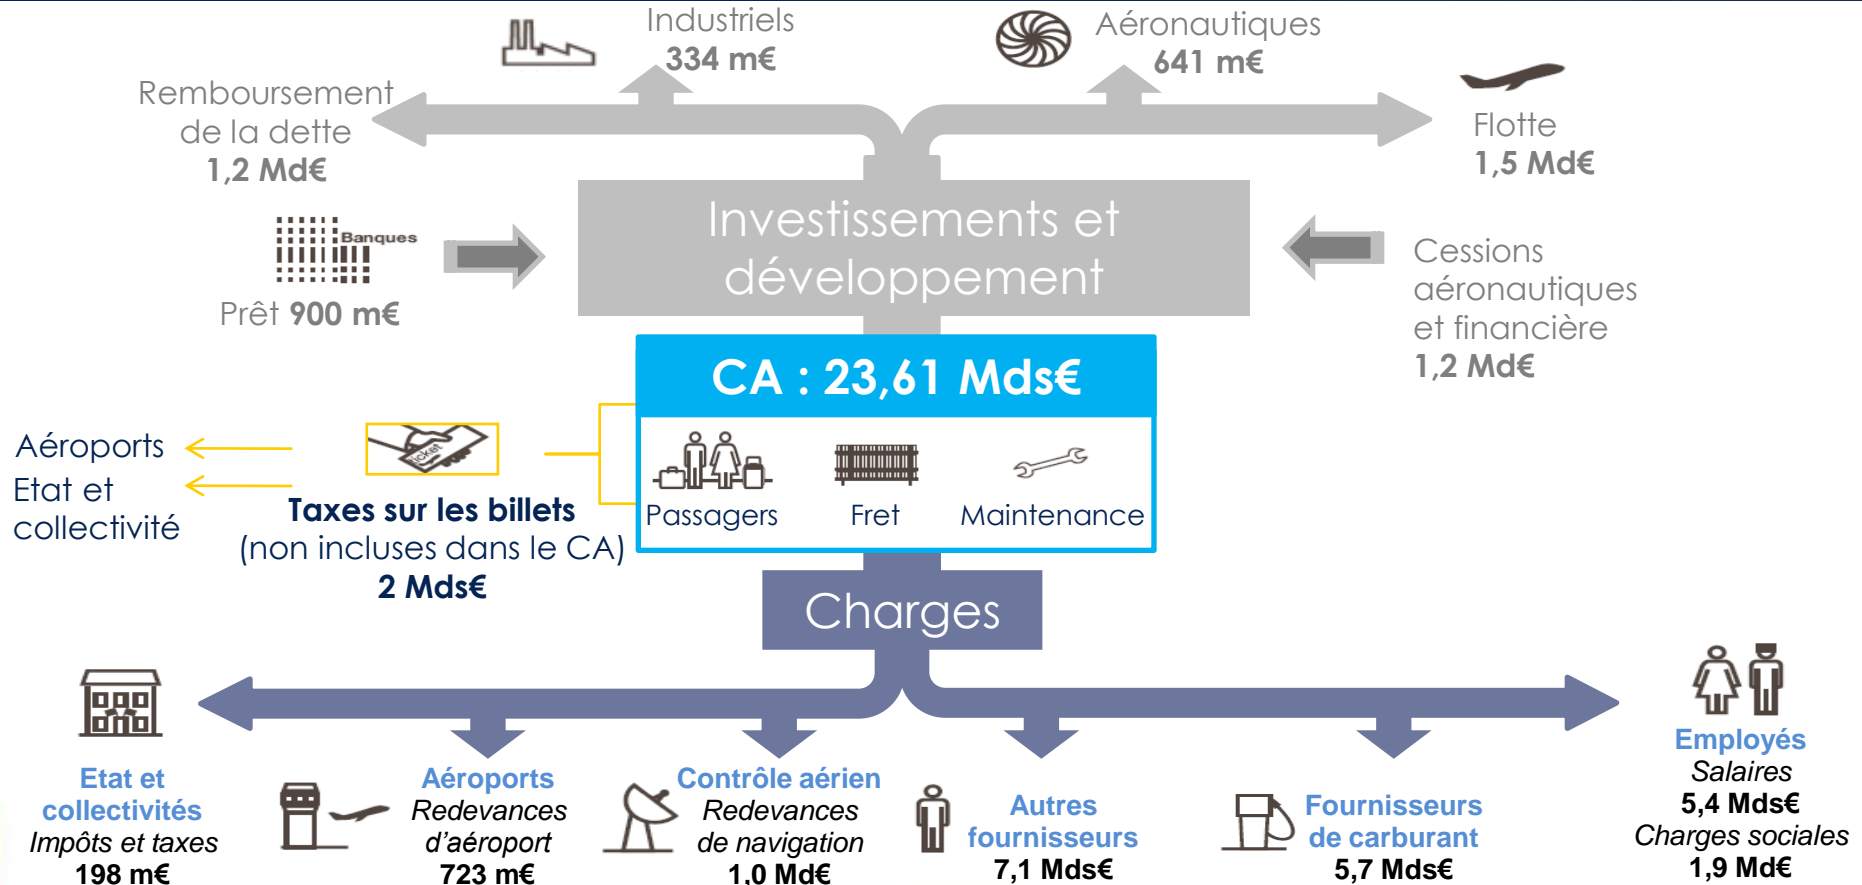 Industriels
334 m€
Aéronautiques
641 m€
Remboursement
de la dette
1,2 Md€
Flotte
1,5 Md€
Banques
Prêt 900 m€
Investissements et
développement
Cessions
aéronautiques
et financière
1,2 Md€
CA : 23,61 Mds€
Passagers
Fret
Maintenance
Aéroports
Etat et
collectivité
ticket
Taxes sur les billets
(non incluses dans le CA)
2 Mds€
Charges
Etat et
collectivités
Impôts et taxes
198 m€
Aéroports
Redevances
d'aéroport
723 m€
Contrôle aérien
Redevances
de navigation
1,0 Md€
Autres
fournisseurs
7,1 Mds€
Fournisseurs
de carburant
5,7 Mds€
Employés
Salaires
5,4 Mds€
Charges sociales
1,9 Md€